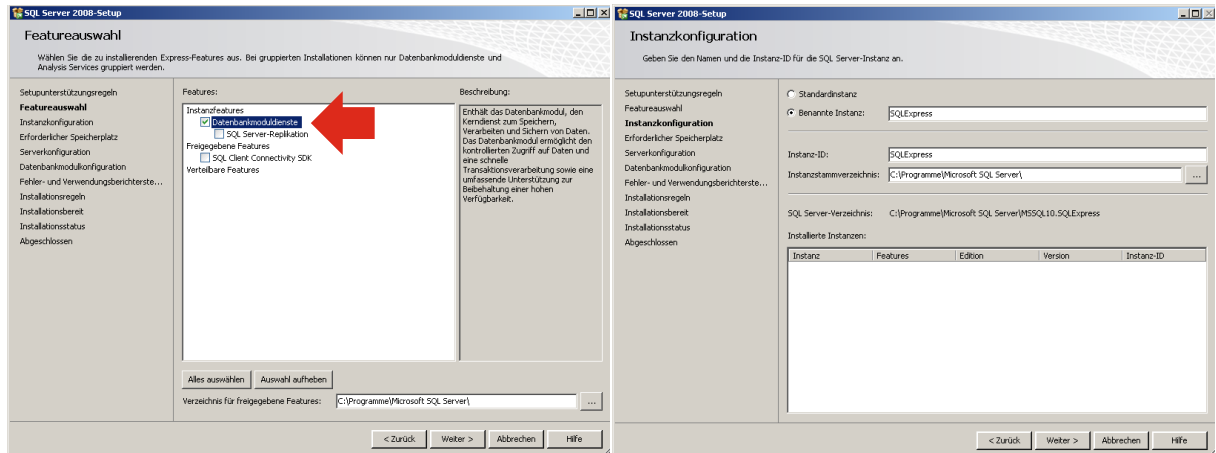 SQL Server 2008-Setup
Featureauswahl
Wählen Sie die zu installierenden Express-Features aus. Bei gruppierten Installationen können nur Datenbankmoduldienste und
Analysis Services gruppiert werden.
Setupunterstützungsregeln
Featureauswahl
Instanzkonfiguration
Erforderlicher Speicherplatz
Serverkonfiguration
Datenbankmodulkonfiguration
Fehler- und Verwendungsberichterste...
Installationsregeln
Installationsbereit
Installationsstatus
Abgeschlossen
Features:
Instanzfeatures
Datenbankmoduldienste
SQL Server-Replikation
Freigegebene Features
SQL Client Connectivity SDK
Verteilbare Features
Beschreibung:
Enthält das Datenbankmodul, den
Kerndienst zum Speichern,
Verarbeiten und Sichern von Daten.
Das Datenbankmodul ermöglicht den
kontrollierten Zugriff auf Daten und
eine schnelle
Transaktionsverarbeitung sowie eine
umfassende Unterstützung zur
Beibehaltung einer hohen
Verfügbarkeit.
Alles auswählen
Auswahl aufheben
Verzeichnis für freigegebene Features: C:\Programme\Microsoft SQL Server\ ...
< Zurück
Weiter >
Abbrechen
Hilfe
SQL Server 2008-Setup
Instanzkonfiguration
Geben Sie den Namen und die Instanz-ID für die SQL Server-Instanz an.
Setupunterstützungsregeln
Featureauswahl
Instanzkonfiguration
Erforderlicher Speicherplatz
Serverkonfiguration
Datenbankmodulkonfiguration
Fehler- und Verwendungsberichterste...
Installationsregeln
Installationsbereit
Installationsstatus
Abgeschlossen
Standardinstanz
Benannte Instanz: SQLExpress
Instanz-ID: SQLExpress
Instanzstammverzeichnis: C:\Programme\Microsoft SQL Server\ ...
SQL Server-Verzeichnis: C:\Programme\Microsoft SQL Server\MSSQL10.SQLExpress
Installierte Instanzen:
Instanz Features Edition Version Instanz-ID
< Zurück
Weiter >
Abbrechen
Hilfe